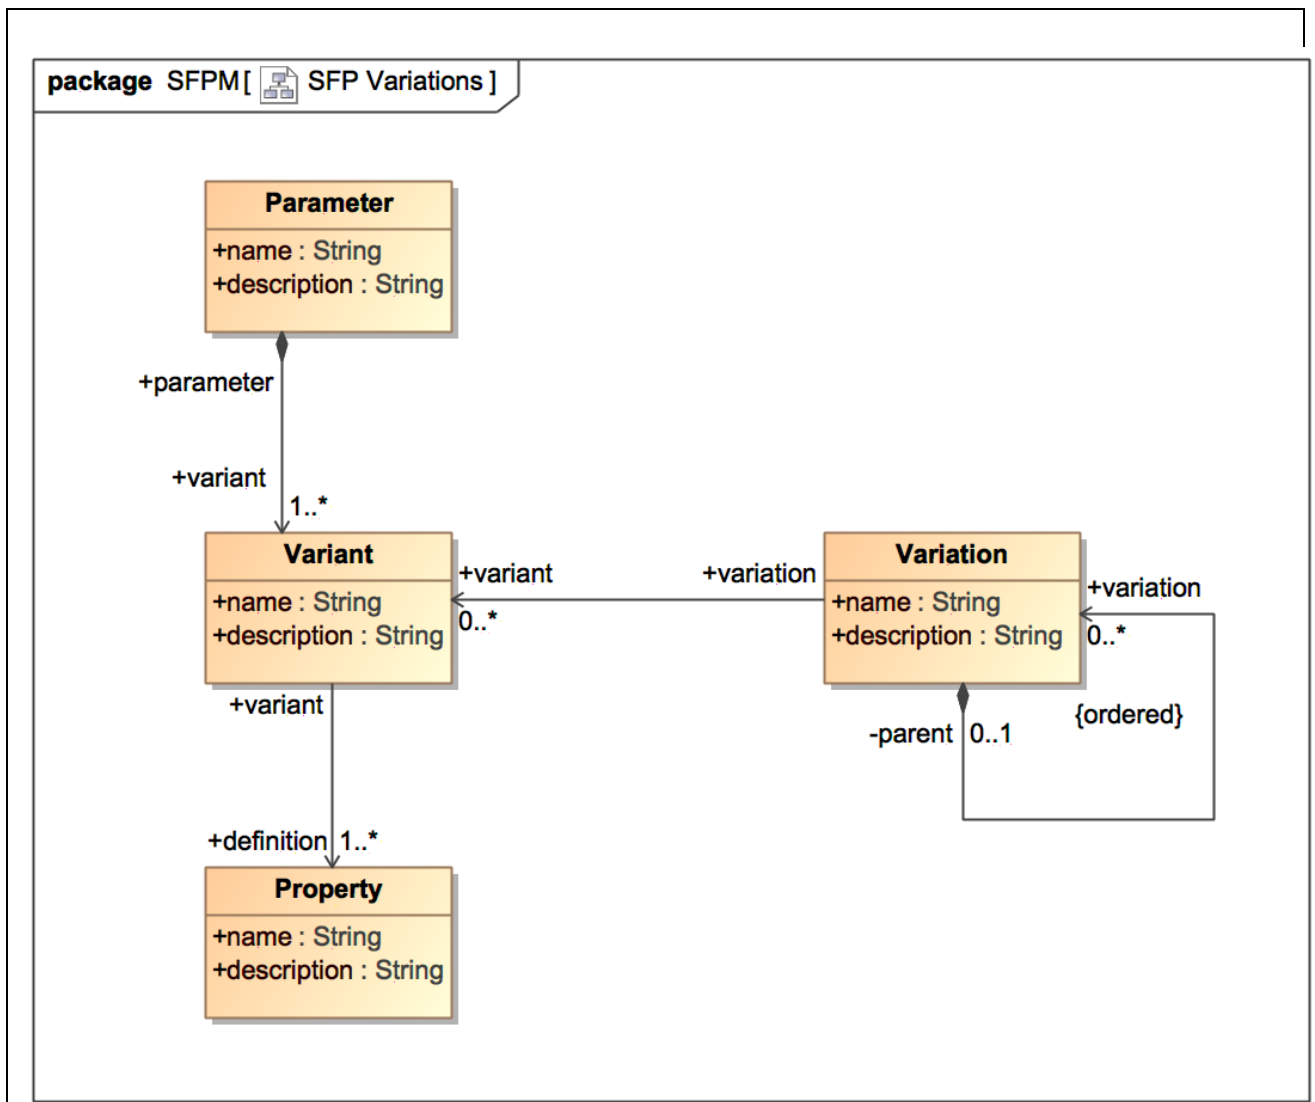 package SFPM[ SFP Variations ]
Parameter
+name : String
+description : String
+parameter
+variant
1..*
Variant
+name : String
+description : String
+variant
0..*
+variation
Variation
+name : String
+description : String
+variation
0..*
{ordered}
-parent
0..1
+variant
+definition
1..*
Property
+name : String
+description : String